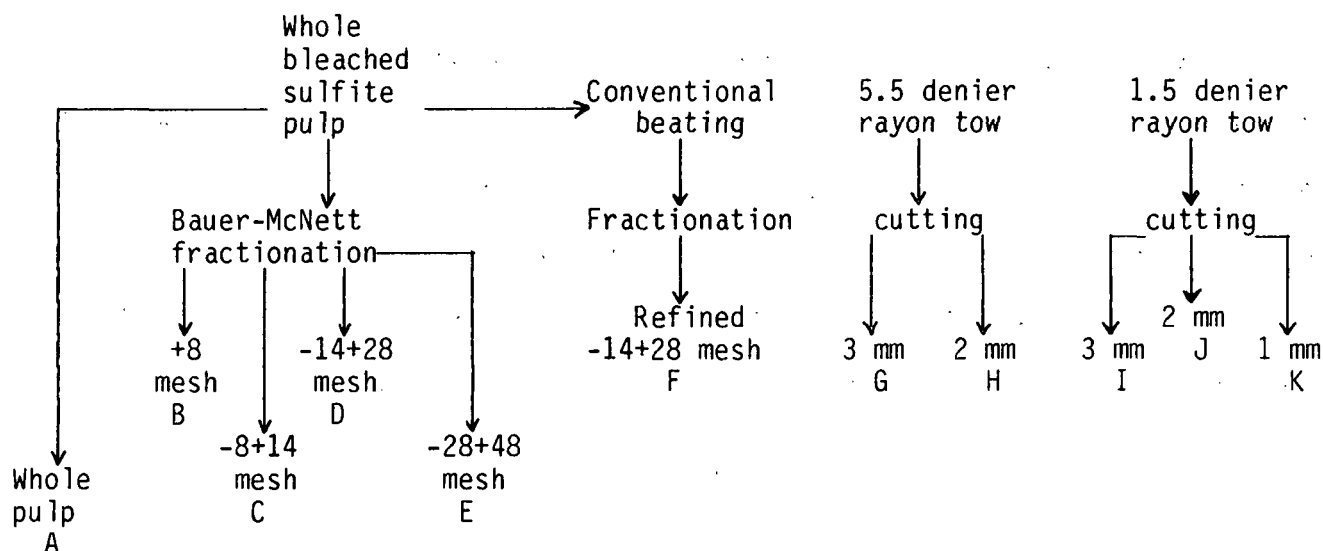 Whole
bleached
sulfite
pulp
Conventional
beating
5.5 denier
rayon tow
1.5 denier
rayon tow
Bauer-McNett
fractionation
Fractionation
cutting
cutting
+8
mesh
B
-14+28
mesh
D
Refined
-14+28 mesh
F
3 mm
G
2 mm
H
3 mm
I
2 mm
J
1 mm
K
Whole
pulp
A
-8+14
mesh
C
-28+48
mesh
E